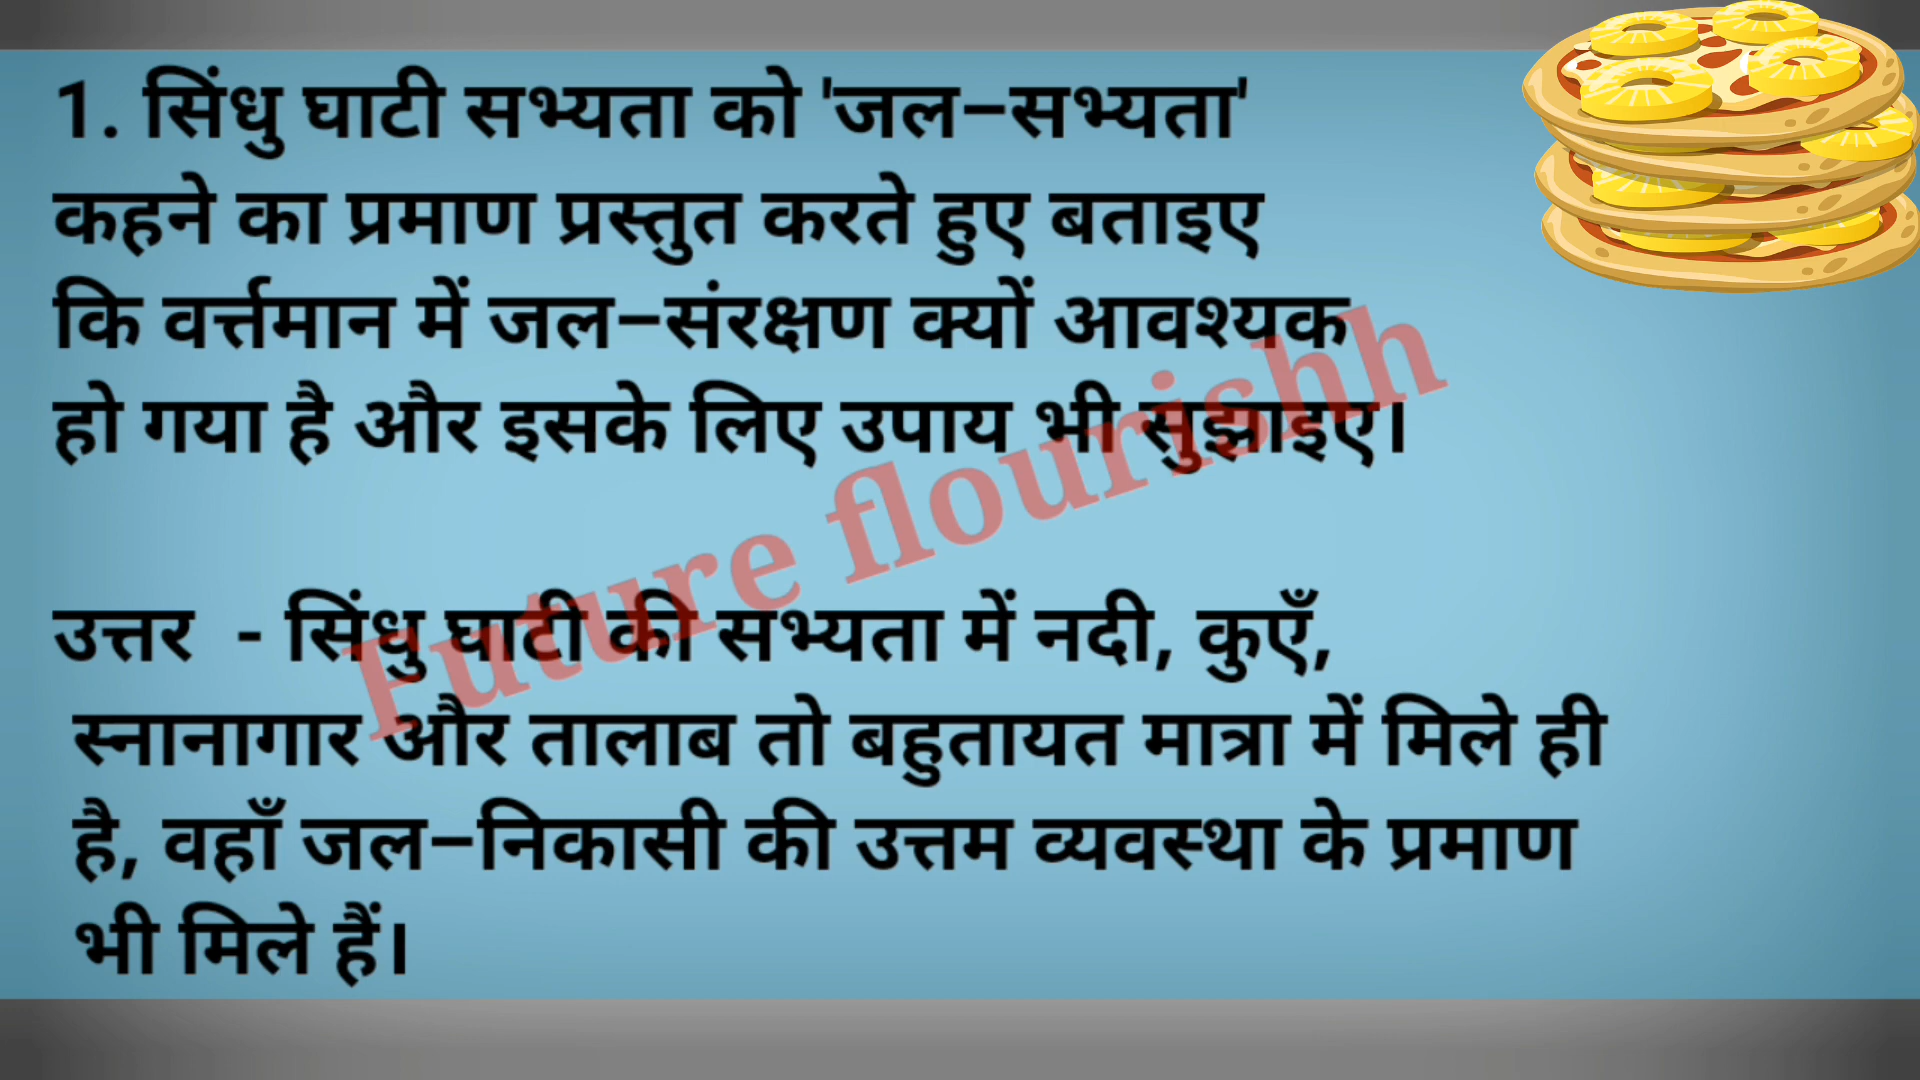 1. सिंधु घाटी सभ्यता को 'जल–सभ्यता'
कहने का प्रमाण प्रस्तुत करते हुए बताइए
कि वर्त्तमान में जल–संरक्षण क्यों आवश्यक
हो गया है और इसके लिए उपाय भी सुझाइए।
Future flourishh
उत्तर - सिंधु घाटी की सभ्यता में नदी, कुएँ,
स्नानागार और तालाब तो बहुतायत मात्रा में मिले ही
है, वहाँ जल–निकासी की उत्तम व्यवस्था के प्रमाण
भी मिले हैं।